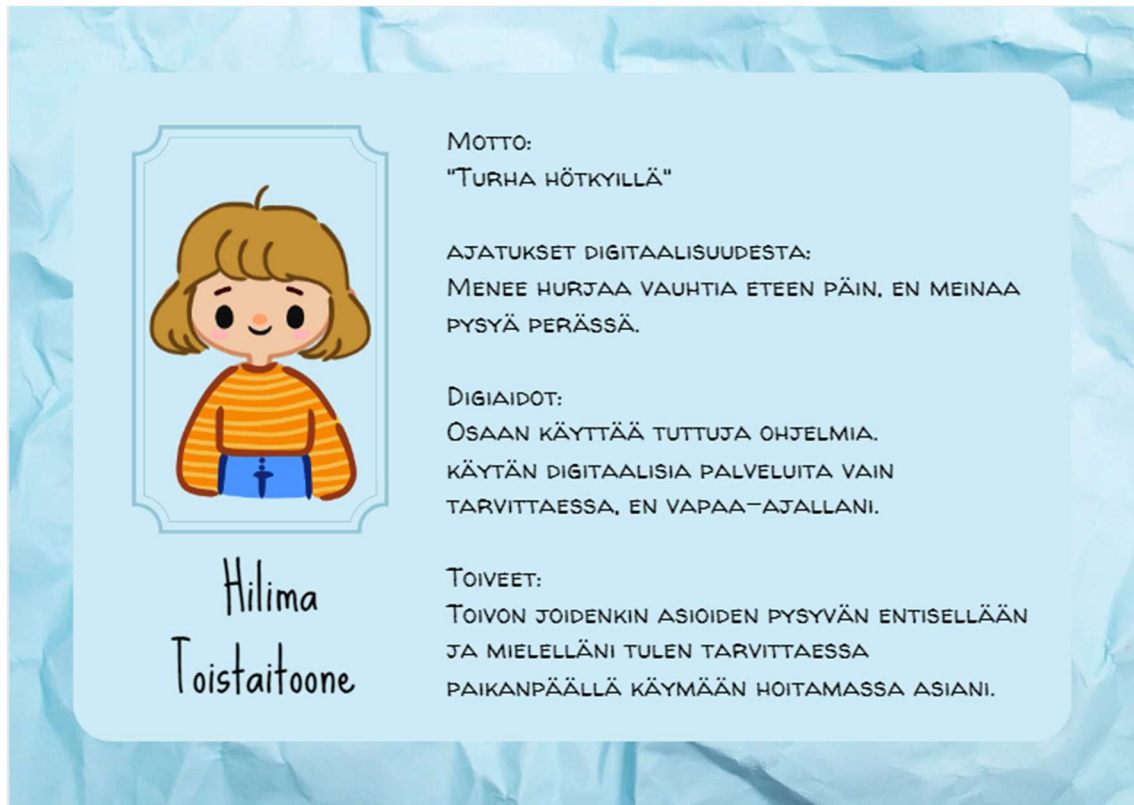 Motto:
"Turha hötkyillä"
ajatukset digitaalisuudesta:
Menee hurjaa vauhtia eteen päin, en meinaa
pysyä perässä.
Digiaidot:
Osaan käyttää tuttuja ohjelmia.
käytän digitaalisia palveluita vain
tarvittaessa, en vapaa-ajallani.
Toiveet:
Toivon joidenkin asioiden pysyvän entisellään
ja mielelläni tulen tarvittaessa
paikanpäällä käymään hoitamassa asiani.
Hilima
Toistaitoone